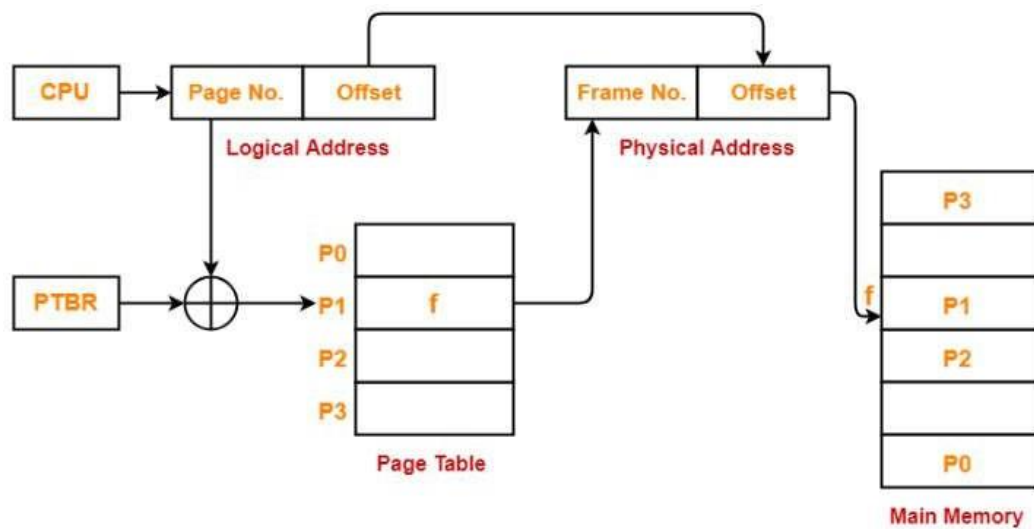 CPU
Page No. Offset
Logical Address
Frame No. Offset
Physical Address
PTBR
P0
P1 f
P2
P3
Page Table
P3
f P1
P2
P0
Main Memory